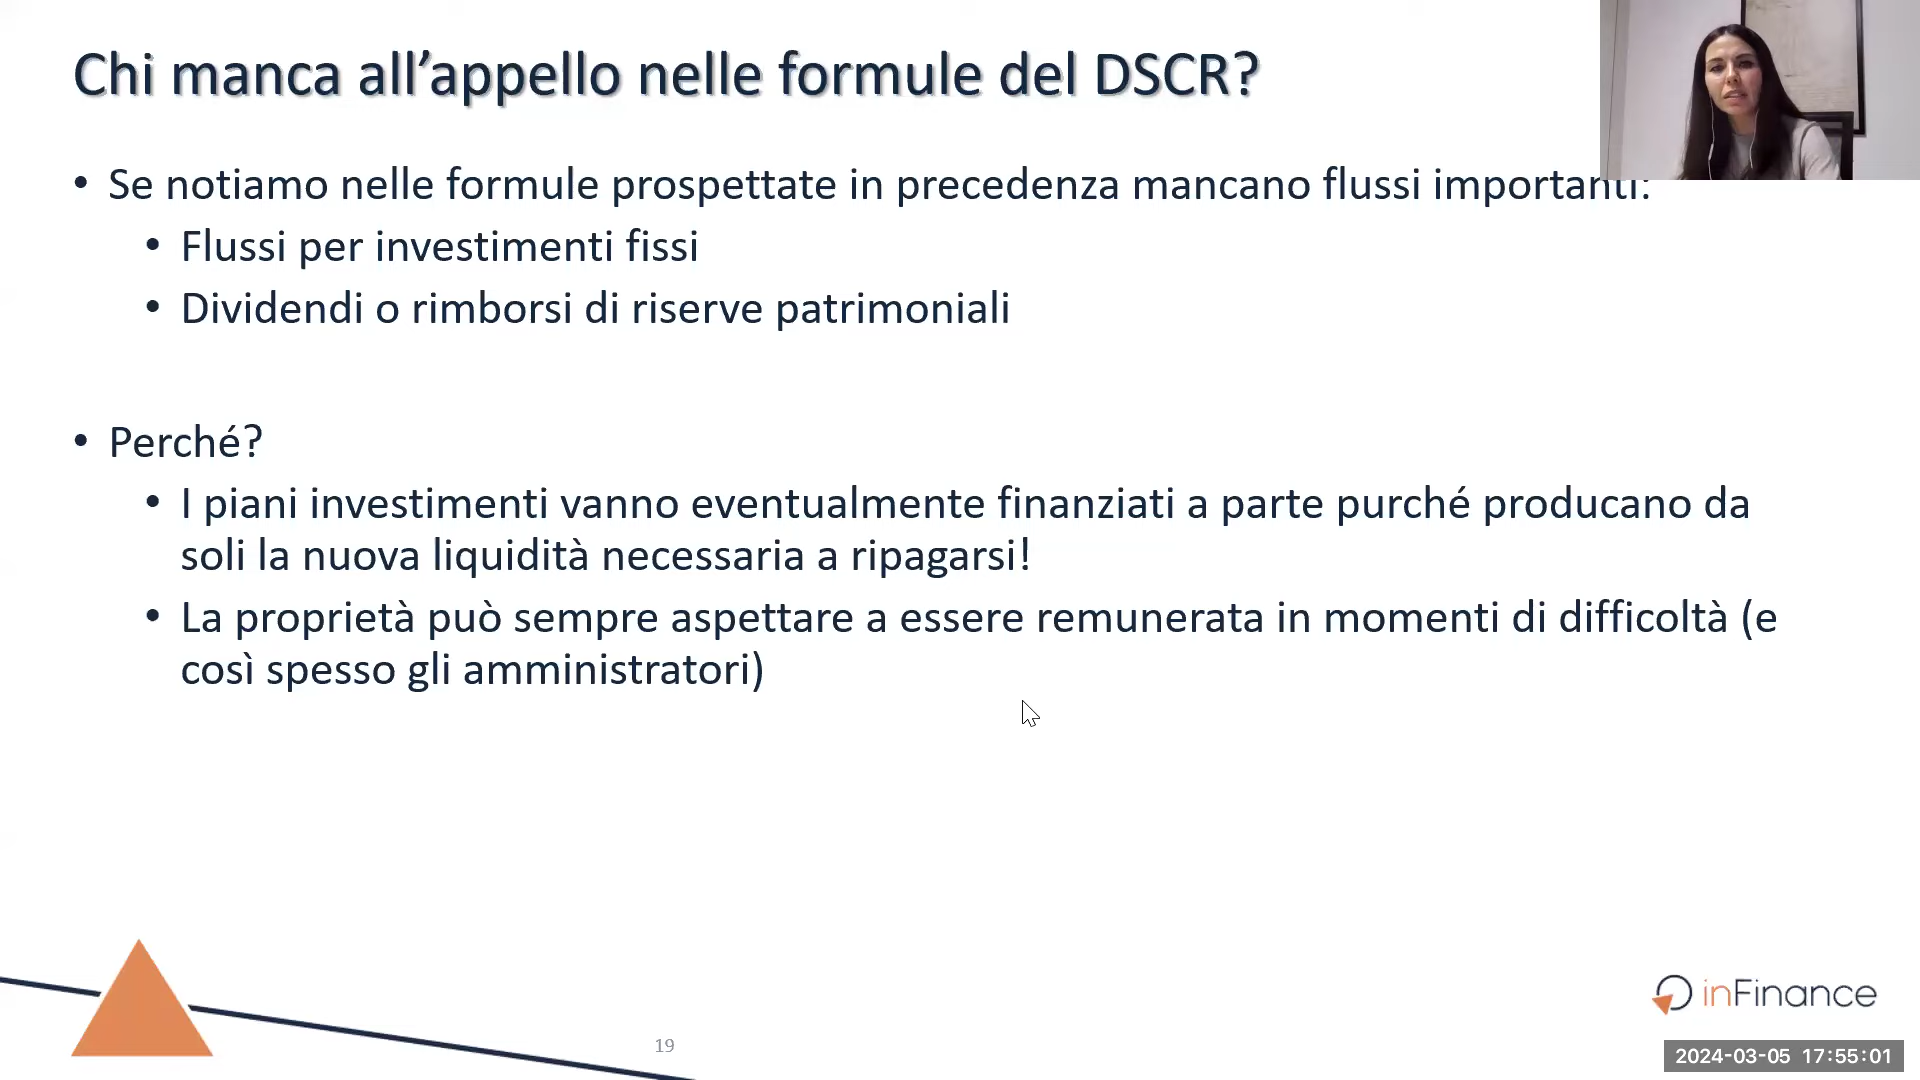 Chi manca all’appello nelle formule del DSCR?
• Se notiamo nelle formule prospettate in precedenza mancano flussi importanti:
• Flussi per investimenti fissi
• Dividendi o rimborsi di riserve patrimoniali
• Perché?
• I piani investimenti vanno eventualmente finanziati a parte purché producano da
soli la nuova liquidità necessaria a ripagarsi!
• La proprietà può sempre aspettare a essere remunerata in momenti di difficoltà (e
così spesso gli amministratori)
inFinance
19
2024-03-05 17:55:01